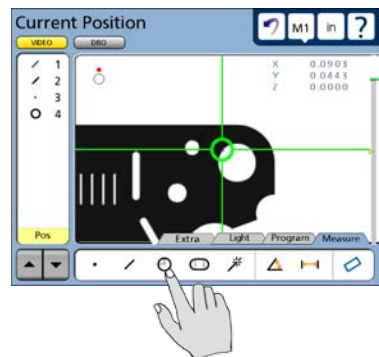 Current Position
M1 in ?
VIDEO DRO
1
2
3
4
X 0.0903
Y 0.0443
Z 0.0000
Pos
Extra Light Program Measure